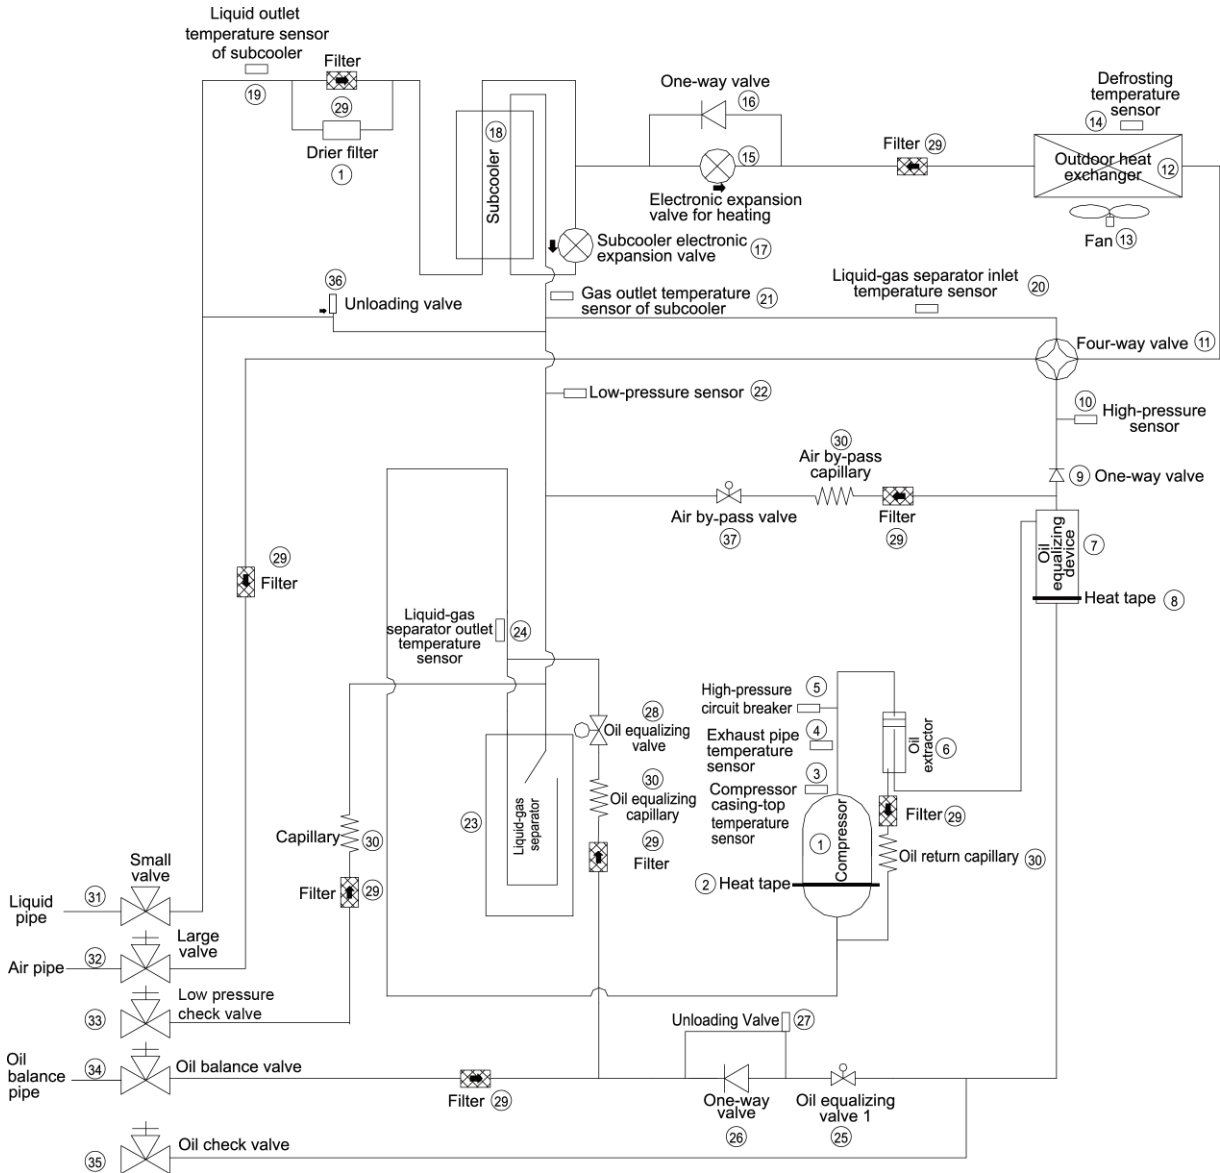 Liquid outlet
temperature sensor
of subcooler
19
Filter
29
Drier filter
1
Subcooler
18
One-way valve
16
15
Electronic expansion
valve for heating
Subcooler electronic
expansion valve
17
Filter 29
Defrosting
temperature
sensor
14
Outdoor heat
exchanger
12
Fan 13
36
Unloading valve
Gas outlet temperature
sensor of subcooler
21
Liquid-gas separator inlet
temperature sensor
20
Four-way valve 11
Low-pressure sensor 22
10
High-pressure
sensor
30
Air by-pass
capillary
9 One-way valve
Air by-pass valve
37
Filter
29
Oil
equalizing
device
7
Heat tape 8
29
Filter
Liquid-gas
separator outlet
temperature
sensor
24
High-pressure
circuit breaker
5
28
Oil equalizing
valve
Exhaust pipe
temperature
sensor
4
Oil
extractor
6
30
Oil equalizing
capillary
Compressor
casing-top
temperature
sensor
3
Filter 29
23
Liquid-gas
separator
29
Filter
1
Compressor
Oil return capillary 30
2 Heat tape
Capillary 30
Filter 29
Small
valve
31
Liquid
pipe
Large
valve
32
Air pipe
Low pressure
check valve
33
Unloading Valve 27
Oil
balance
pipe
34
Oil balance valve
Filter 29
One-way
valve
26
Oil equalizing
valve 1
25
Oil check valve
35